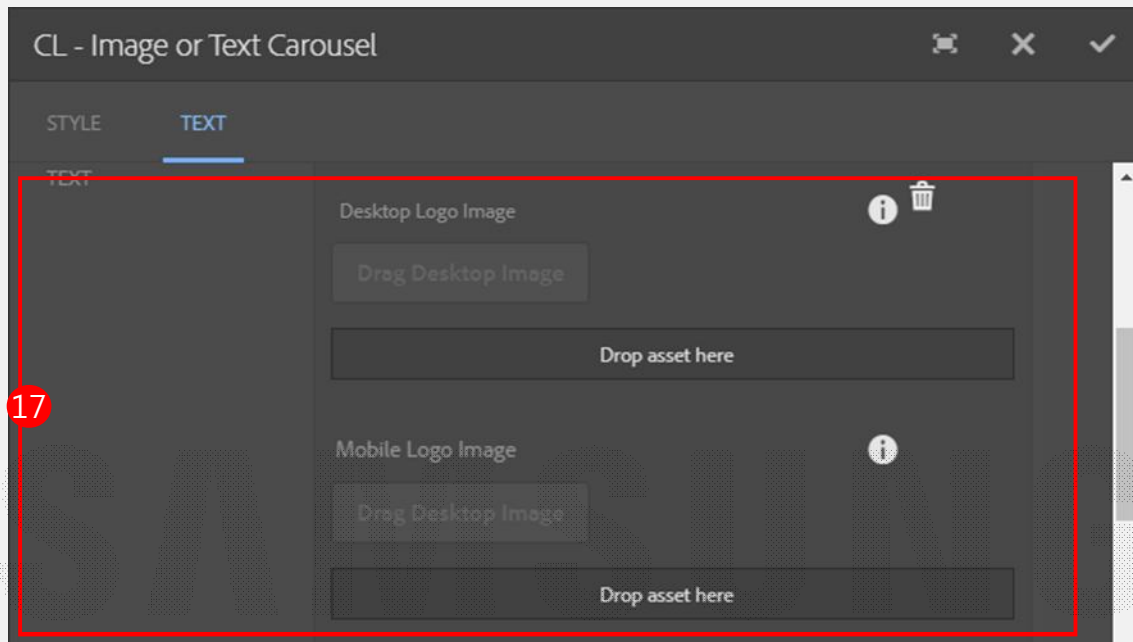 CL - Image or Text Carousel
STYLE TEXT
TEXT
Desktop Logo Image
Drag Desktop Image
Drop asset here
17
Mobile Logo Image
Drag Desktop Image
Drop asset here
SAMSUNG